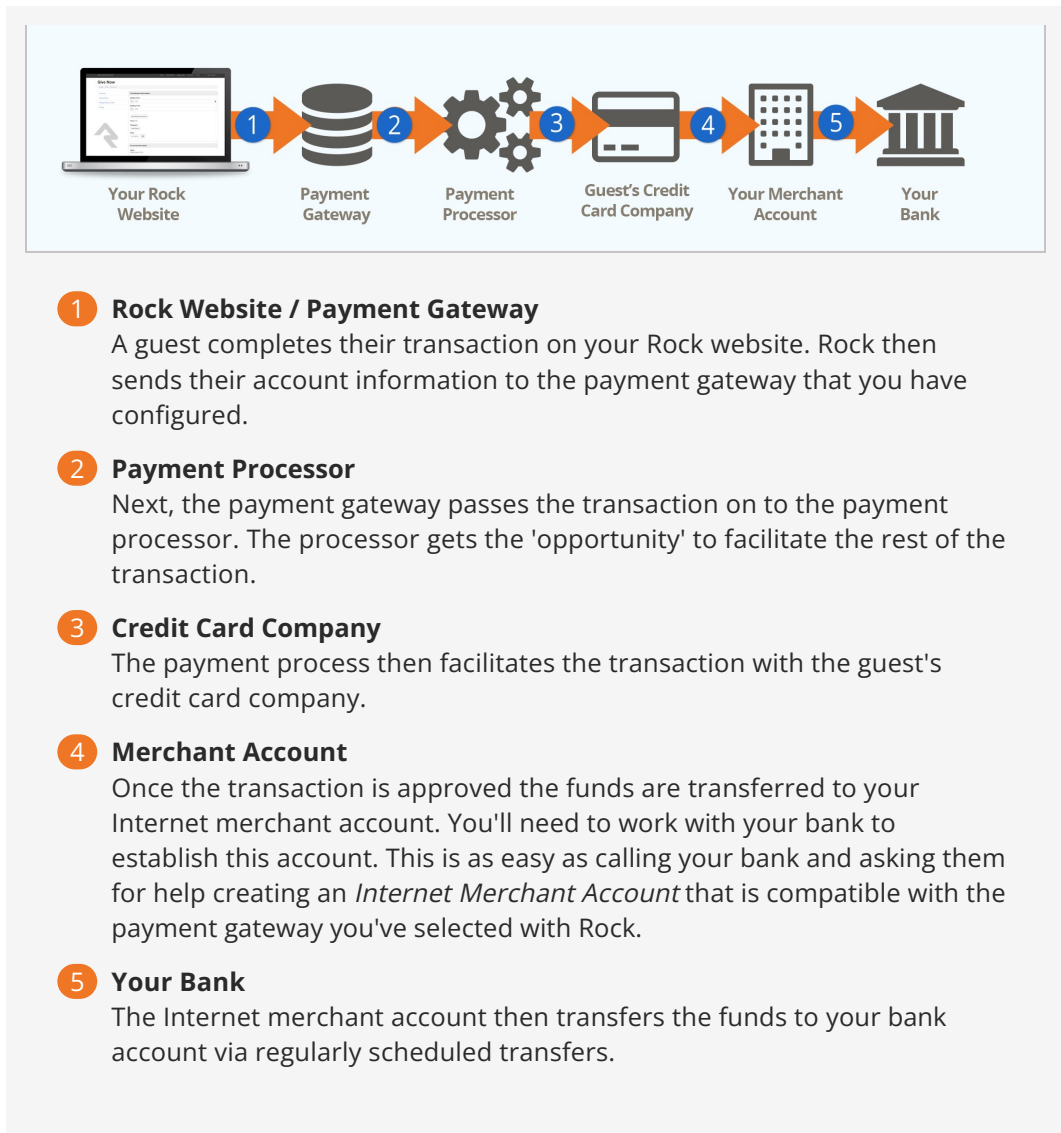 Give Now
1
2
3
4
5
Your Rock
Website
Payment
Gateway
Payment
Processor
Guest's Credit
Card Company
Your Merchant
Account
Your
Bank
1 Rock Website / Payment Gateway
A guest completes their transaction on your Rock website. Rock then
sends their account information to the payment gateway that you have
configured.
2 Payment Processor
Next, the payment gateway passes the transaction on to the payment
processor. The processor gets the 'opportunity' to facilitate the rest of the
transaction.
3 Credit Card Company
The payment process then facilitates the transaction with the guest's
credit card company.
4 Merchant Account
Once the transaction is approved the funds are transferred to your
Internet merchant account. You'll need to work with your bank to
establish this account. This is as easy as calling your bank and asking them
for help creating an Internet Merchant Account that is compatible with the
payment gateway you've selected with Rock.
5 Your Bank
The Internet merchant account then transfers the funds to your bank
account via regularly scheduled transfers.